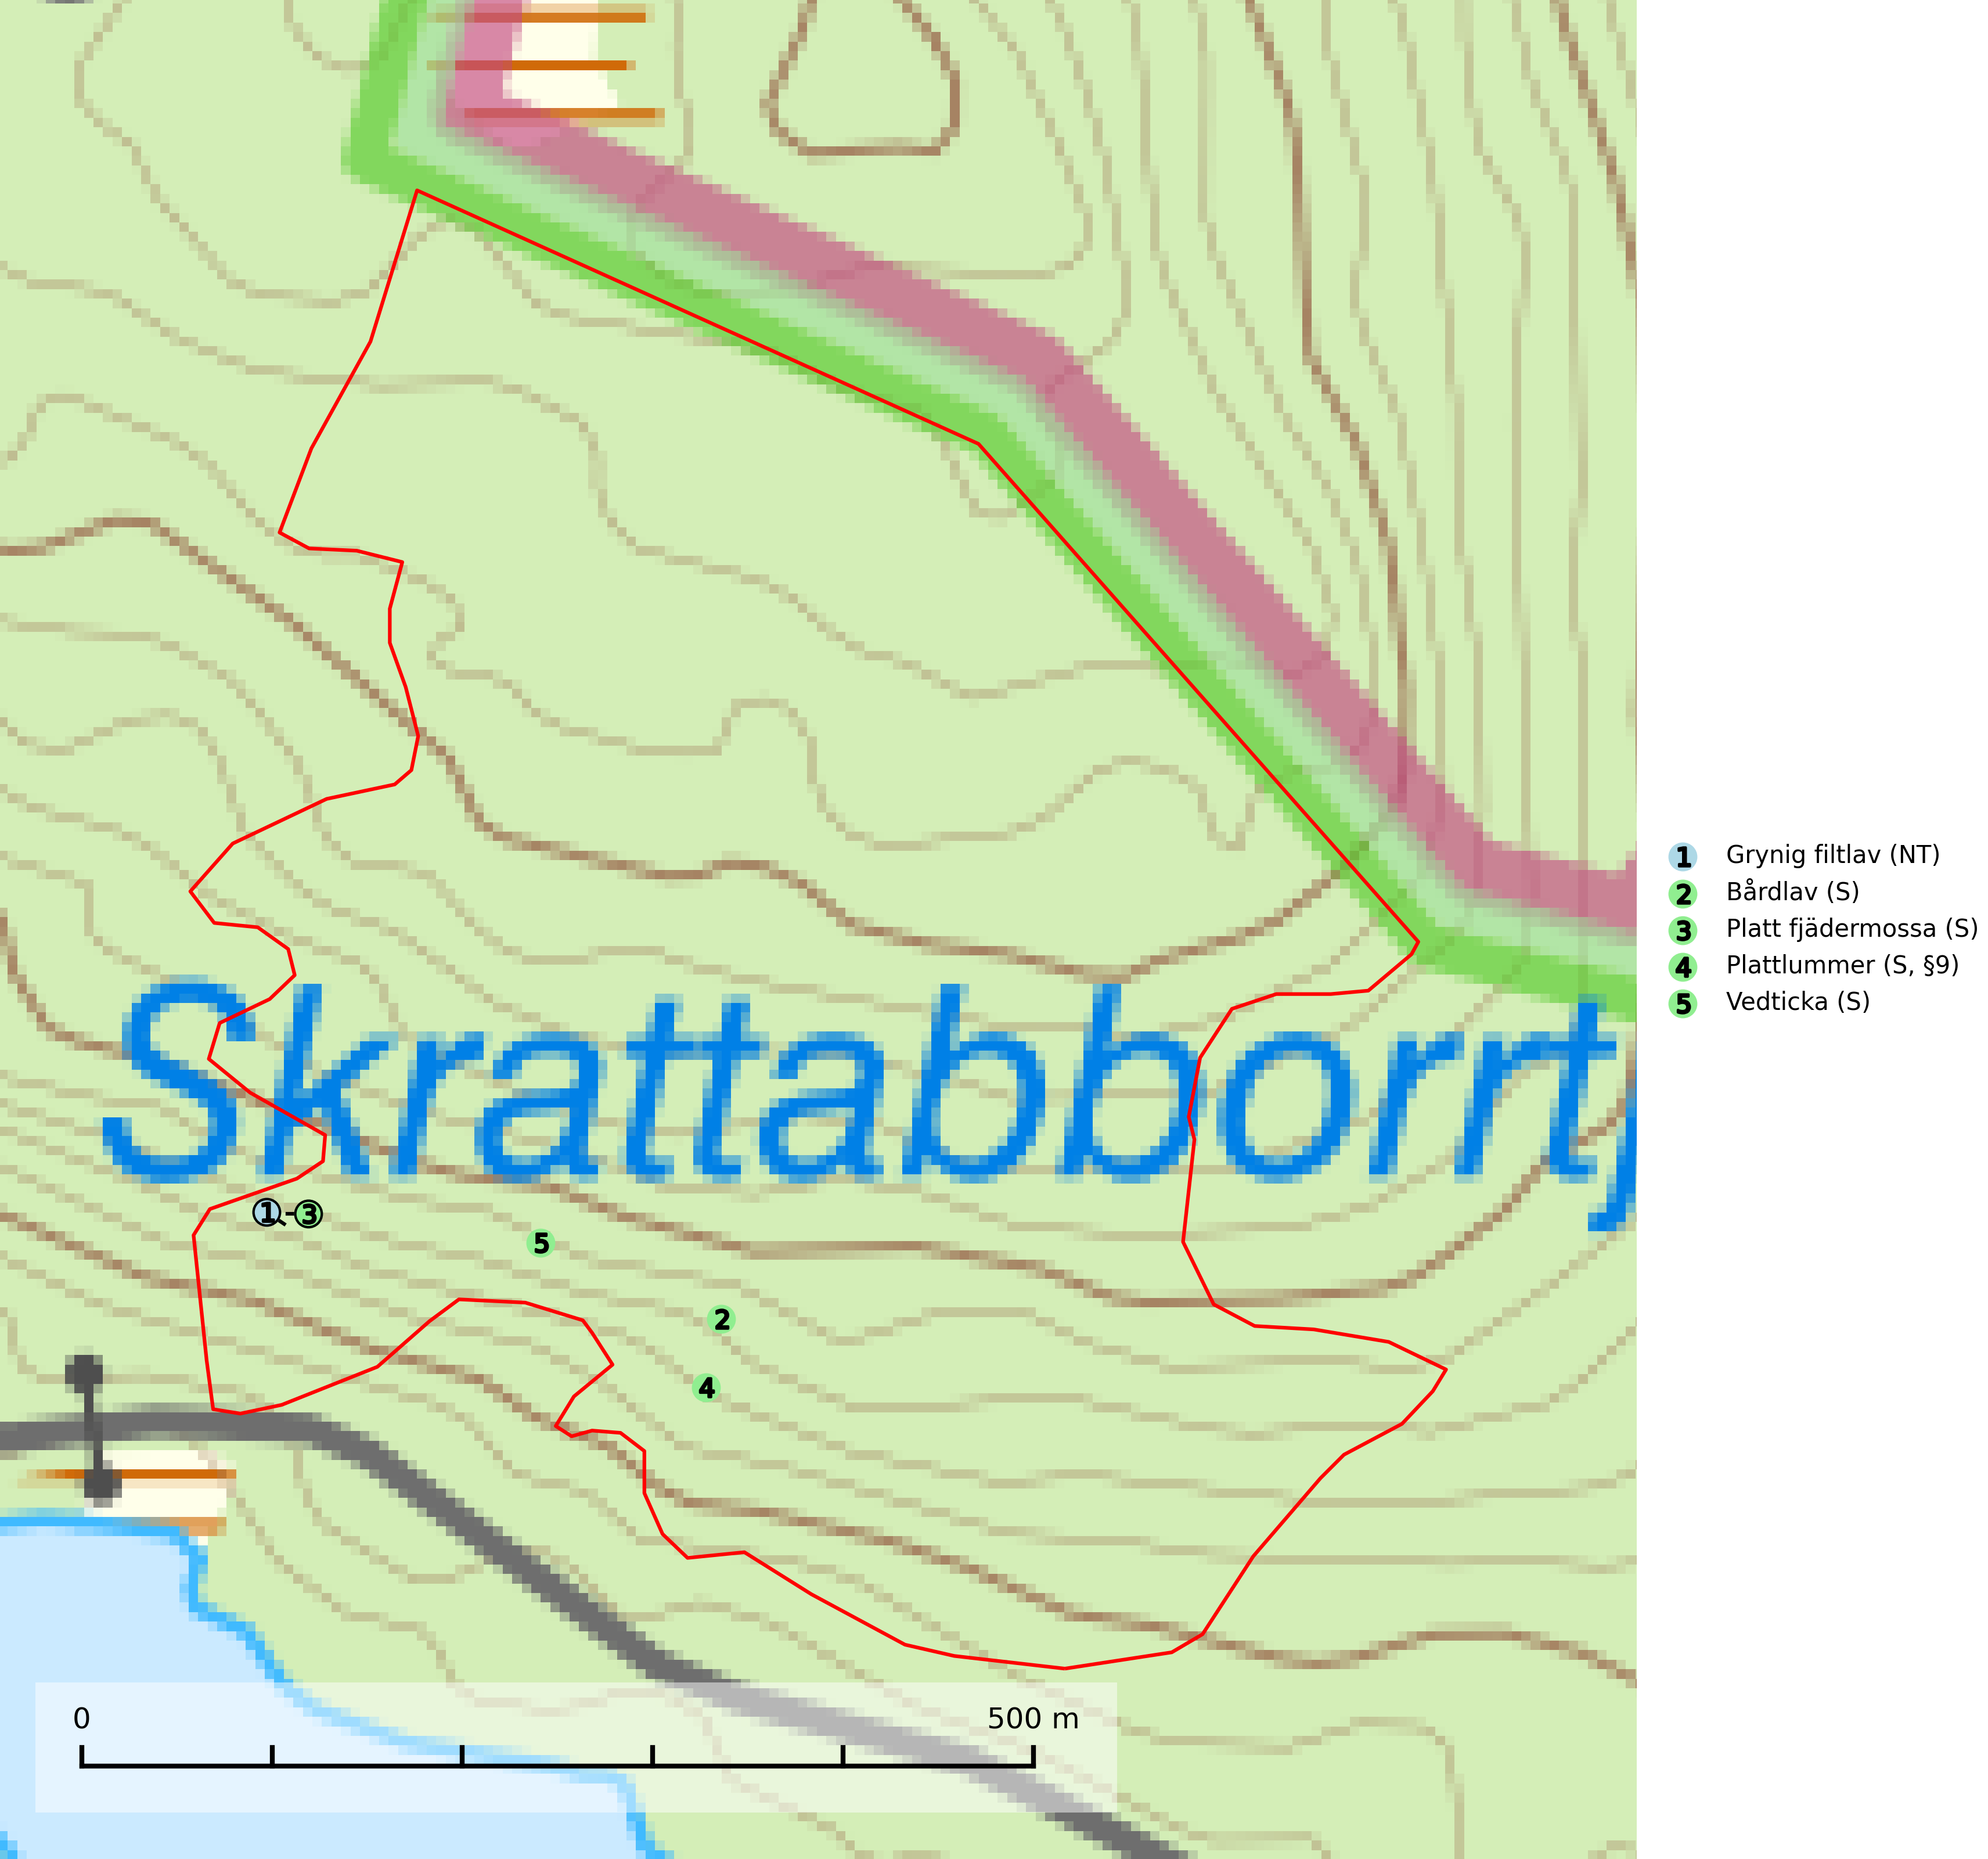 Skrattabborrtj
1 3
5
2
4
0 500 m
1 Grynig filtlav (NT)
2 Bårdlav (S)
3 Platt fjädermossa (S)
4 Plattlummer (S, §9)
5 Vedticka (S)